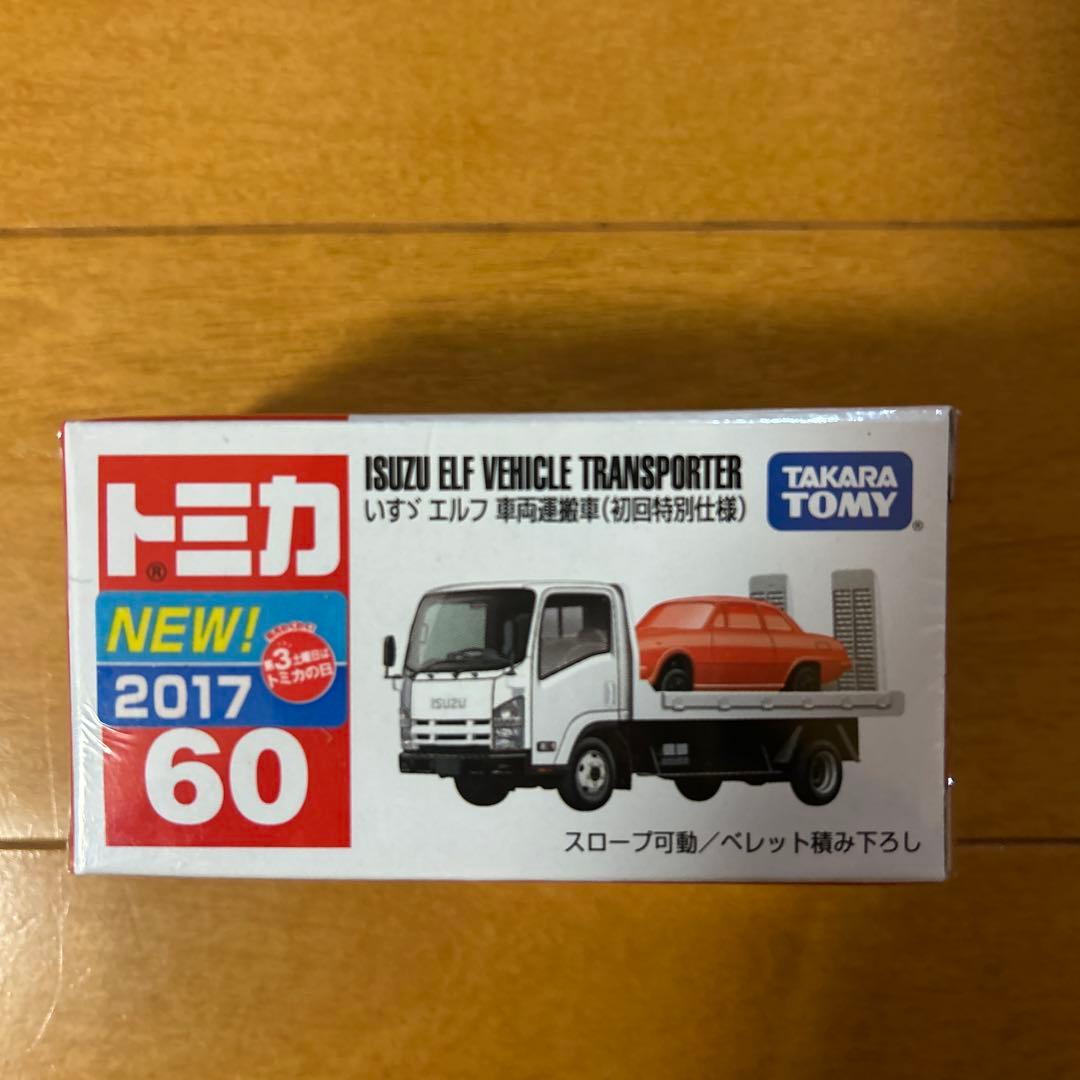 トミカ
®
NEW!
2017
第3土曜日は
トミカの日
60
ISUZU ELF VEHICLE TRANSPORTER
いすゞ エルフ 車両運搬車(初回特別仕様)
TAKARA
TOMY
®
ISUZU
スロープ可動/ベレット積み下ろし